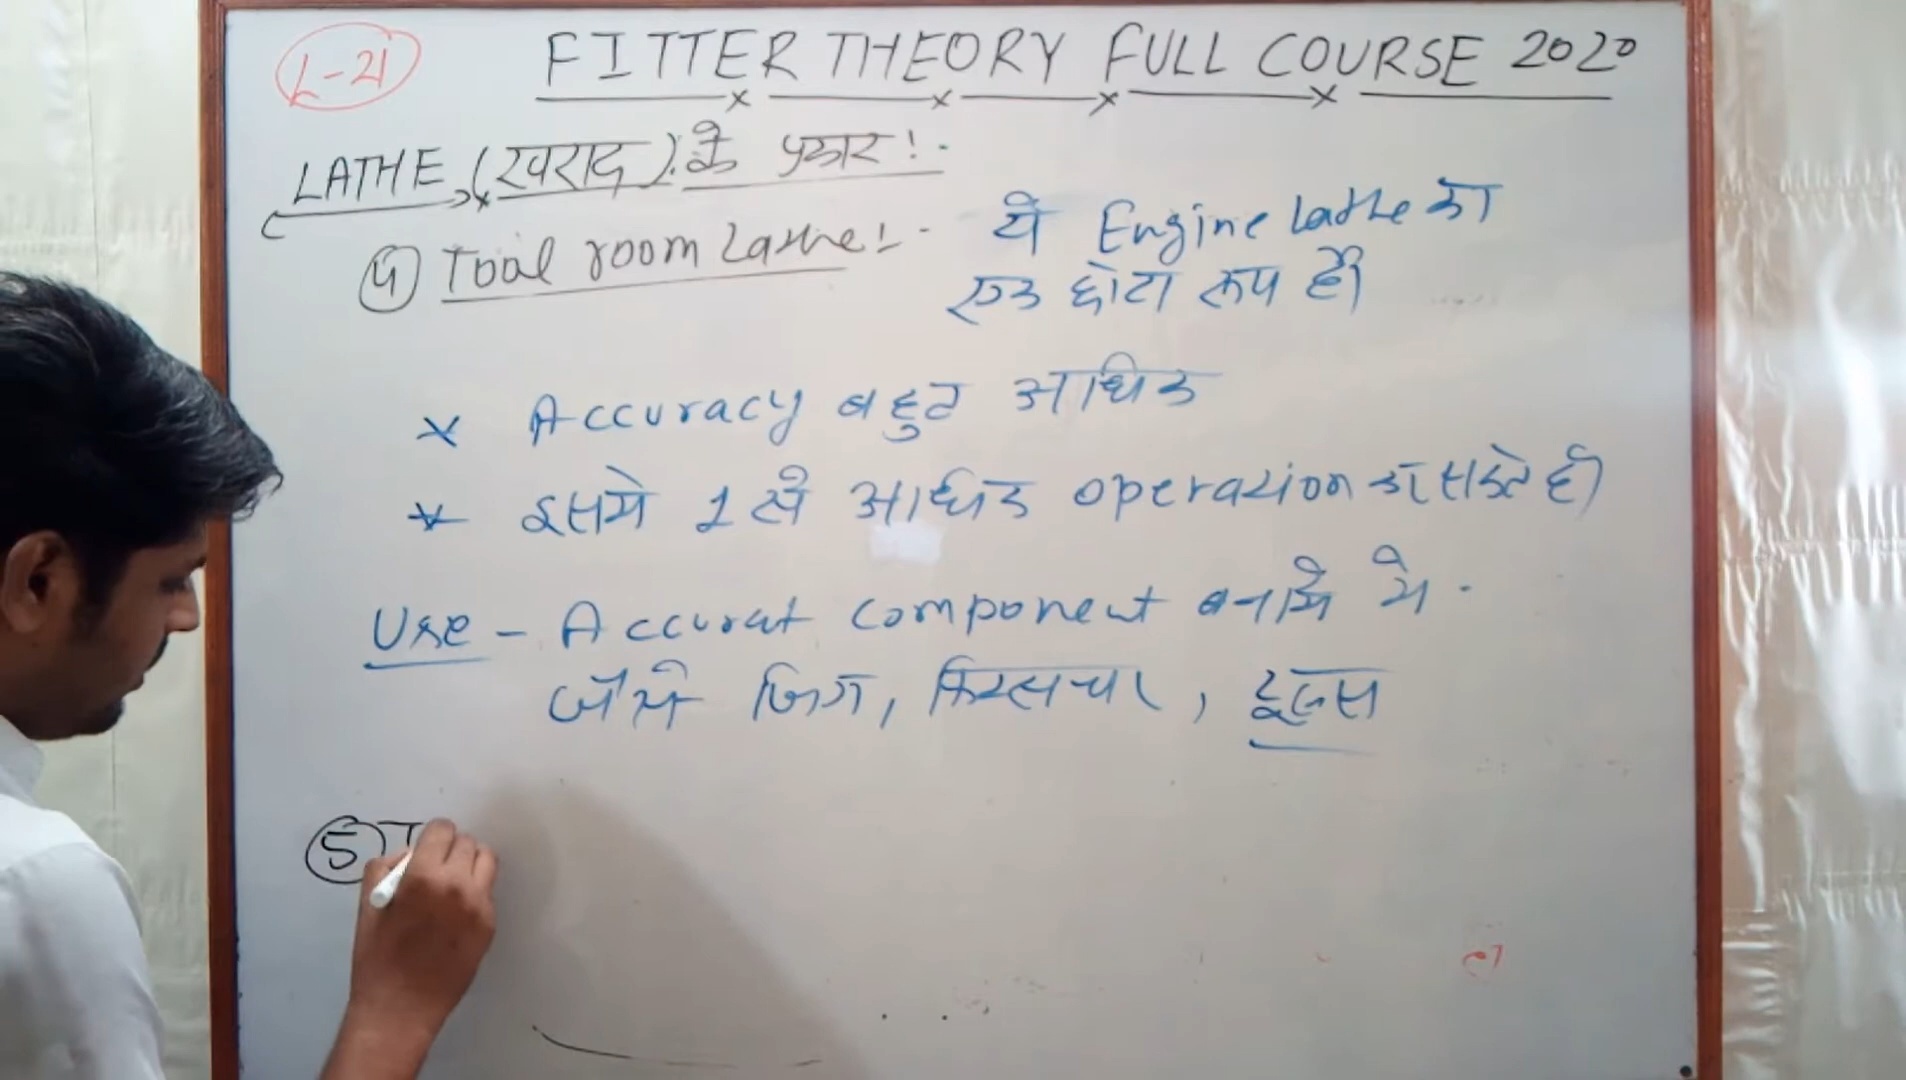 L-21
FITTER THEORY FULL COURSE 2020
LATHE (खराद) के प्रकार :-
④ Tool room Lathe :- ये Engine Lathe का
एक छोटा रूप है।
* Accuracy बहुत अधिक
* इसमे 1 से अधिक operation कर सकते है।
Use - Accurat component बनाने मे -
जैसे जिग, फिक्सचर, टूल्स
⑤ T